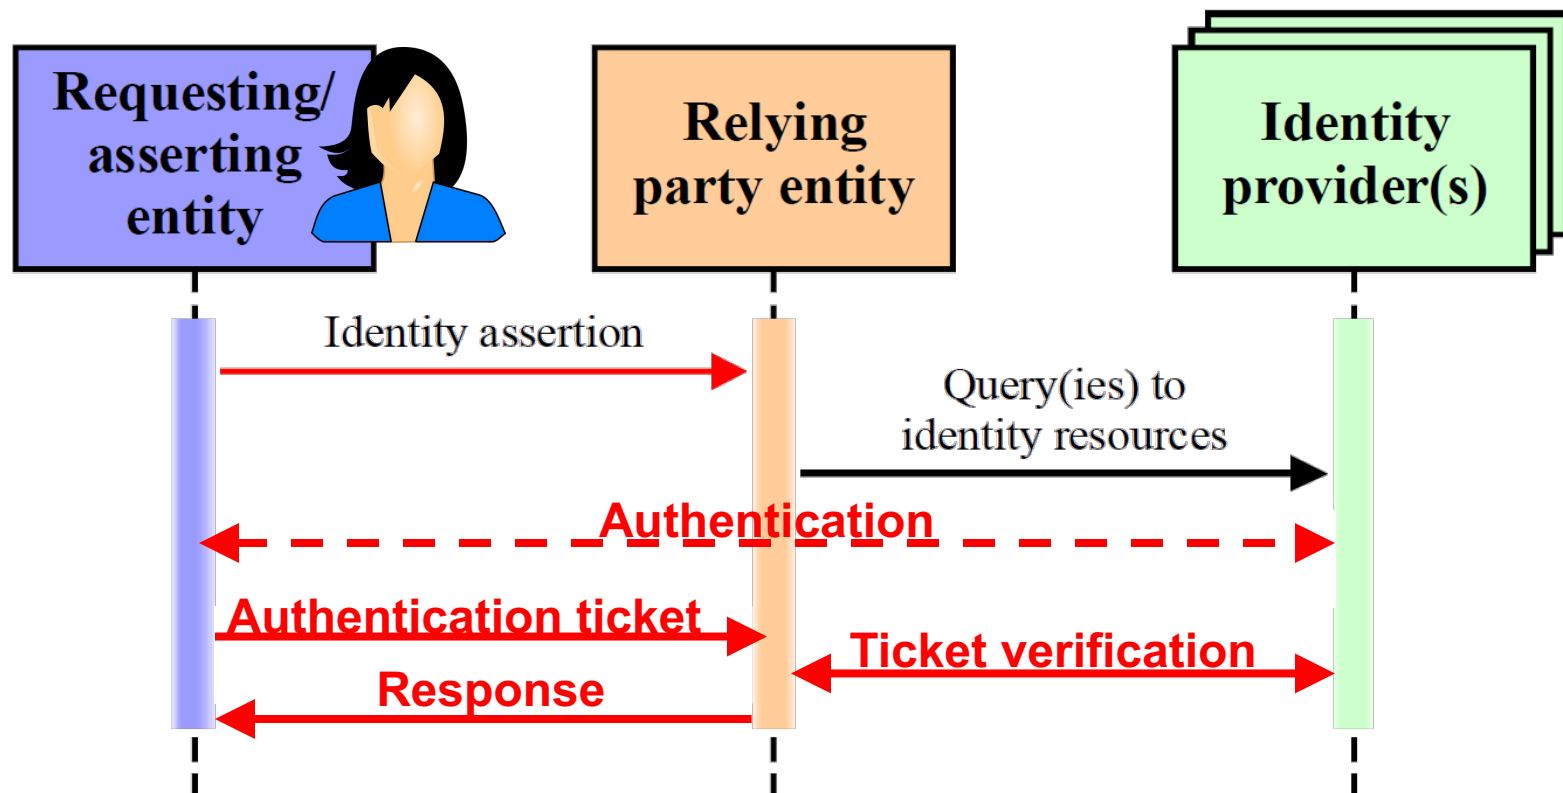 Requesting/
asserting
entity
Relying
party entity
Identity
provider(s)
Identity assertion
Query(ies) to
identity resources
Authentication
Authentication ticket
Ticket verification
Response